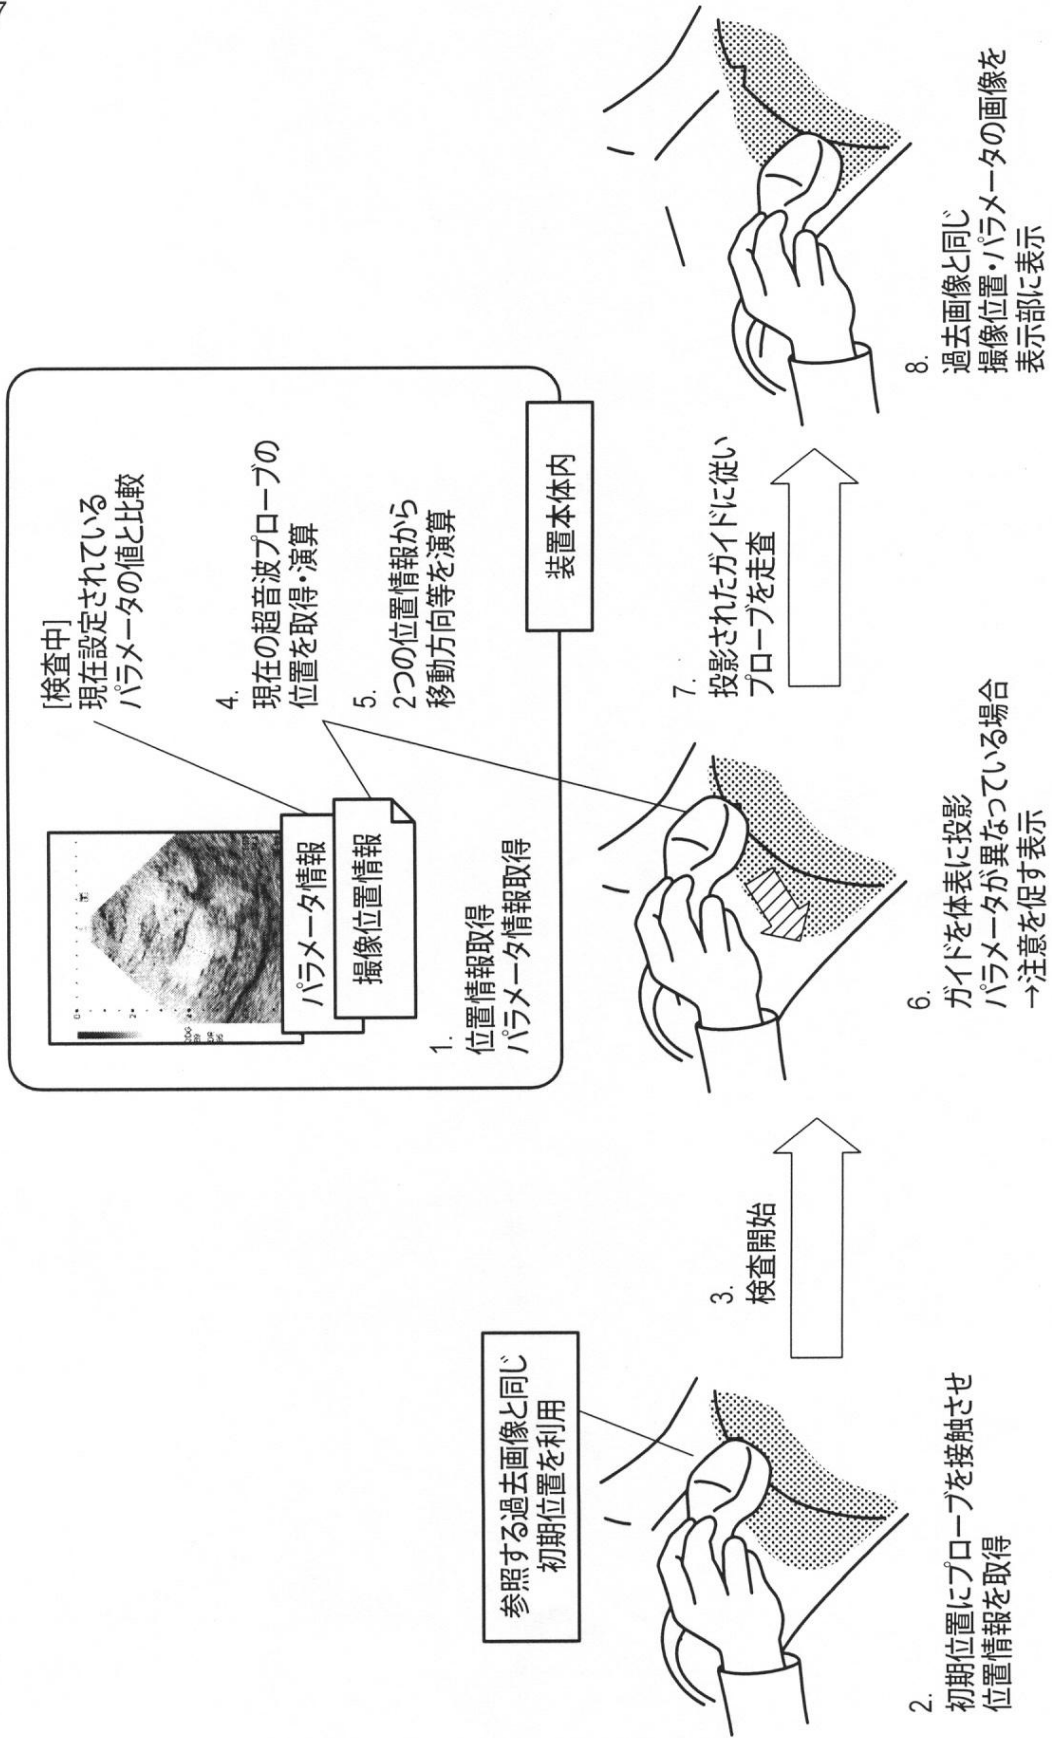 [検査中]
現在設定されている
パラメータの値と比較
パラメータ情報
撮像位置情報
1.
位置情報取得
パラメータ情報取得
4.
現在の超音波プローブの
位置を取得・演算
5.
2つの位置情報から
移動方向等を演算
装置本体内
参照する過去画像と同じ
初期位置を利用
2.
初期位置にプローブを接触させ
位置情報を取得
3.
検査開始
6.
ガイドを体表に投影
パラメータが異なっている場合
→注意を促す表示
7.
投影されたガイドに従い
プローブを走査
8.
過去画像と同じ
撮像位置・パラメータの画像を
表示部に表示